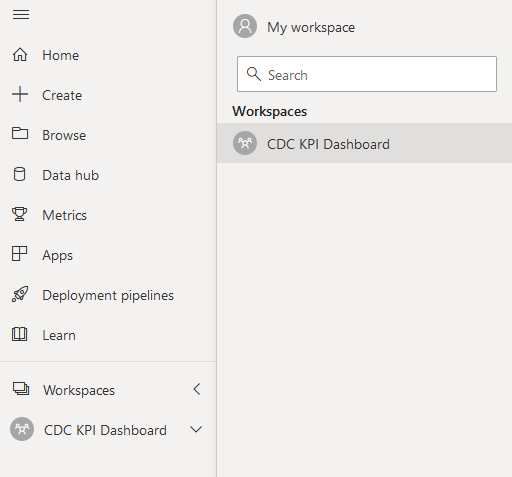 Home
Create
Browse
Data hub
Metrics
Apps
Deployment pipelines
Learn
Workspaces
CDC KPI Dashboard
My workspace
Search
Workspaces
CDC KPI Dashboard